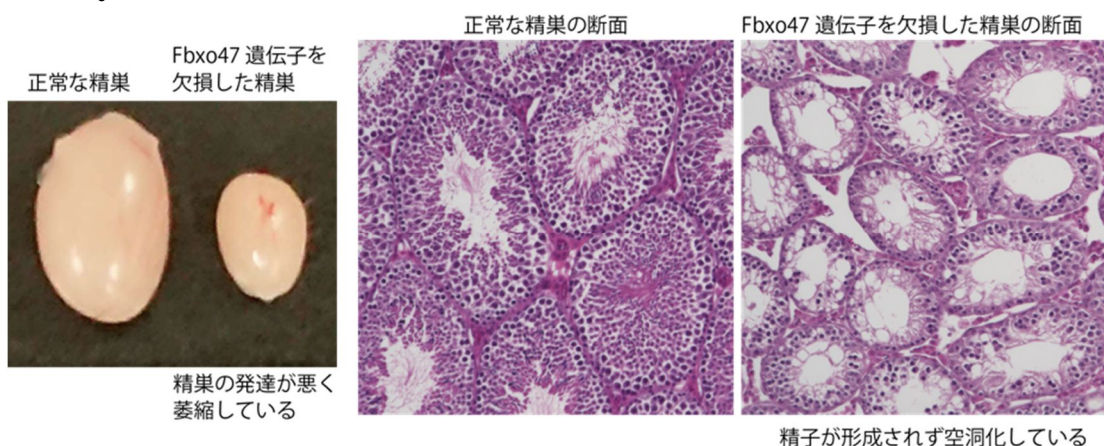 正常な精巣
Fbxo47 遺伝子を
欠損した精巣
精巣の発達が悪く
萎縮している
正常な精巣の断面
Fbxo47 遺伝子を欠損した精巣の断面
精子が形成されず空洞化している